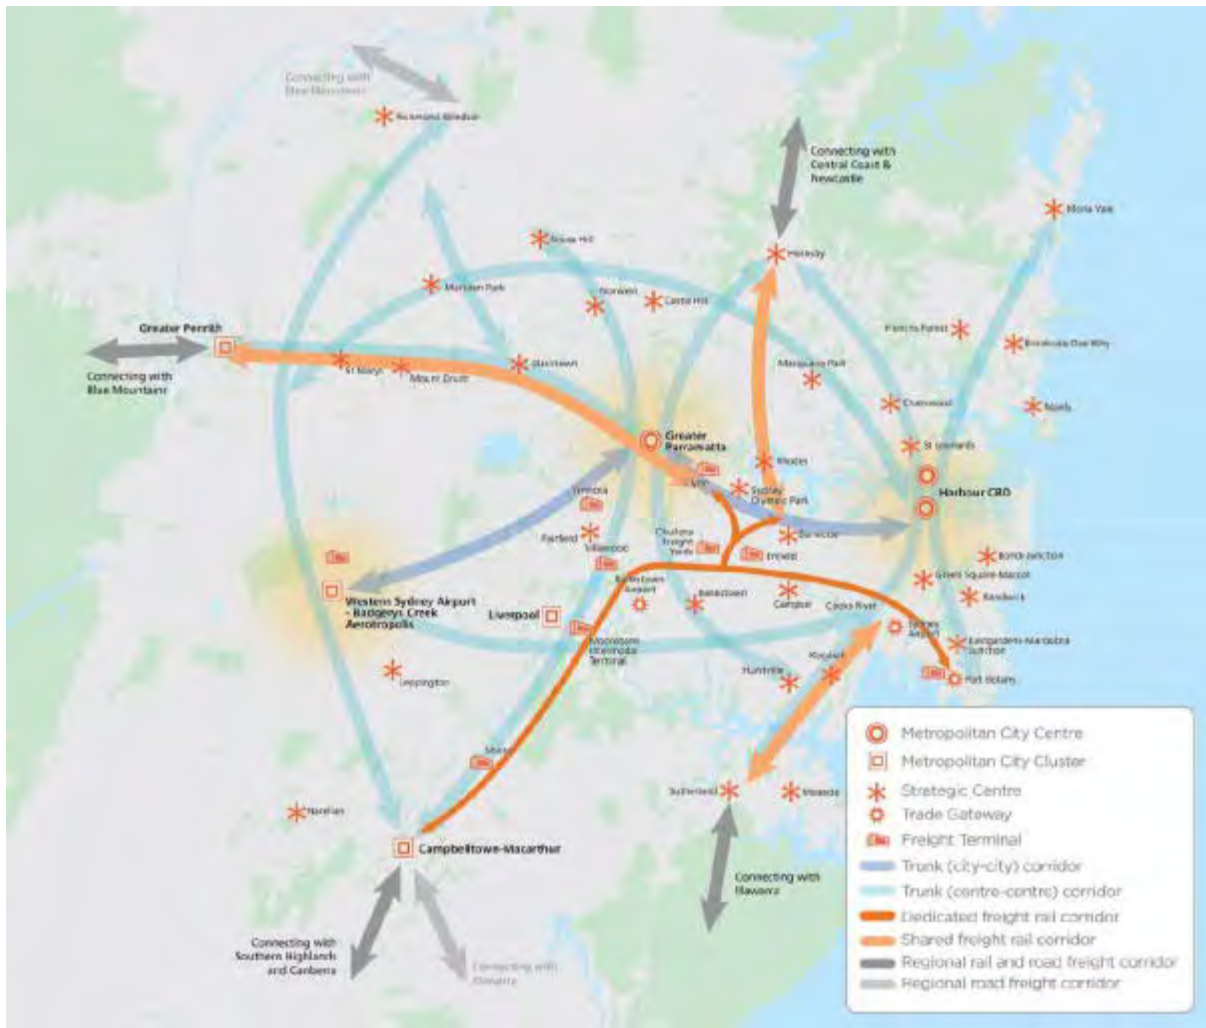 Connecting with
Blue Mountains
Richmond-Windsor
Connecting with
Central Coast &
Newcastle
Mona Vale
Rouse Hill
Hornsby
Marsden Park
Norwest
Castle Hill
Greater Penrith
Frenchs Forest
Brookvale-Dee Why
St Marys
Mount Druitt
Blacktown
Macquarie Park
Connecting with
Blue Mountains
Chatswood
Manly
Greater
Parramatta
St Leonards
Rhodes
Clyde
Sydney
Olympic Park
Harbour CBD
Yennora
Fairfield
Villawood
Chullora
Freight
Yards
Enfield
Burwood
Bondi Junction
Green Square-Mascot
Randwick
Bankstown
Airport
Bankstown
Campsie
Cooks River
Western Sydney Airport
- Badgerys Creek
Aerotropolis
Liverpool
Sydney
Airport
Moorebank
Intermodal
Terminal
Eastgardens-Maroubra
Junction
Kogarah
Hurstville
Port Botany
Leppington
Minto
Sutherland
Miranda
Narellan
Campbelltown-Macarthur
Connecting with
Illawarra
Connecting with
Southern Highlands
and Canberra
Connecting with
Illawarra
Metropolitan City Centre
Metropolitan City Cluster
Strategic Centre
Trade Gateway
Freight Terminal
Trunk (city-city) corridor
Trunk (centre-centre) corridor
Dedicated freight rail corridor
Shared freight rail corridor
Regional rail and road freight corridor
Regional road freight corridor